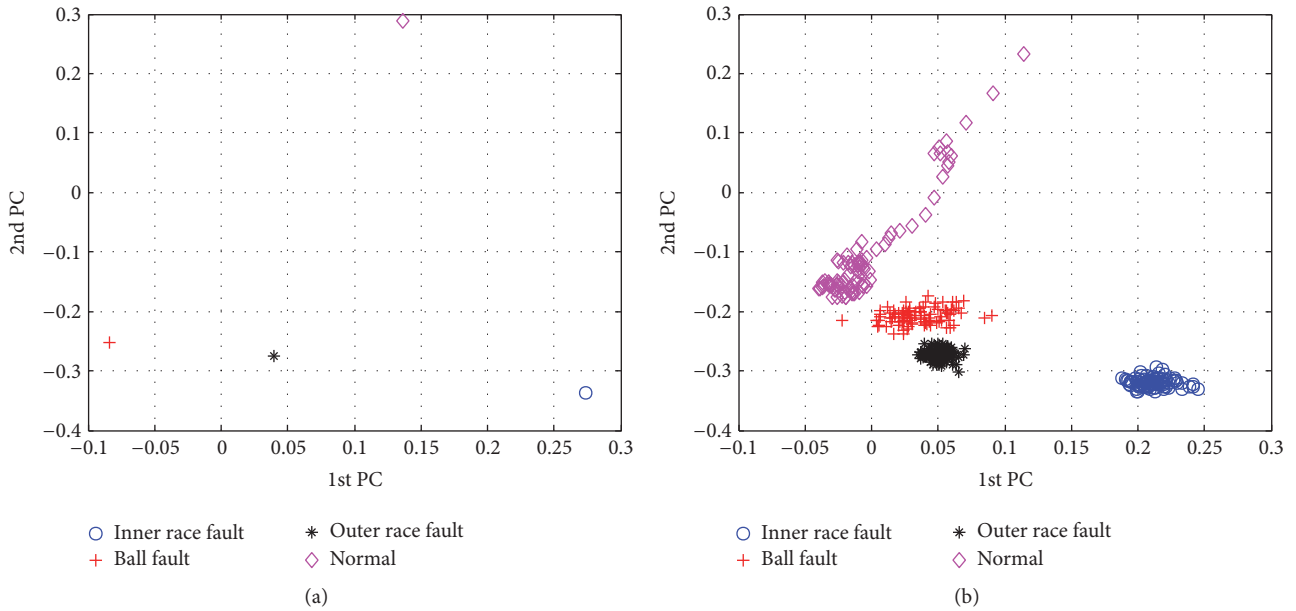 0.3
0.2
0.1
0
−0.1
−0.2
−0.3
−0.4
2nd PC
−0.1 −0.05 0 0.05 0.1 0.15 0.2 0.25 0.3
1st PC
Inner race fault
Ball fault
Outer race fault
Normal
(a)
0.3
0.2
0.1
0
−0.1
−0.2
−0.3
−0.4
2nd PC
−0.1 −0.05 0 0.05 0.1 0.15 0.2 0.25 0.3
1st PC
Inner race fault
Ball fault
Outer race fault
Normal
(b)